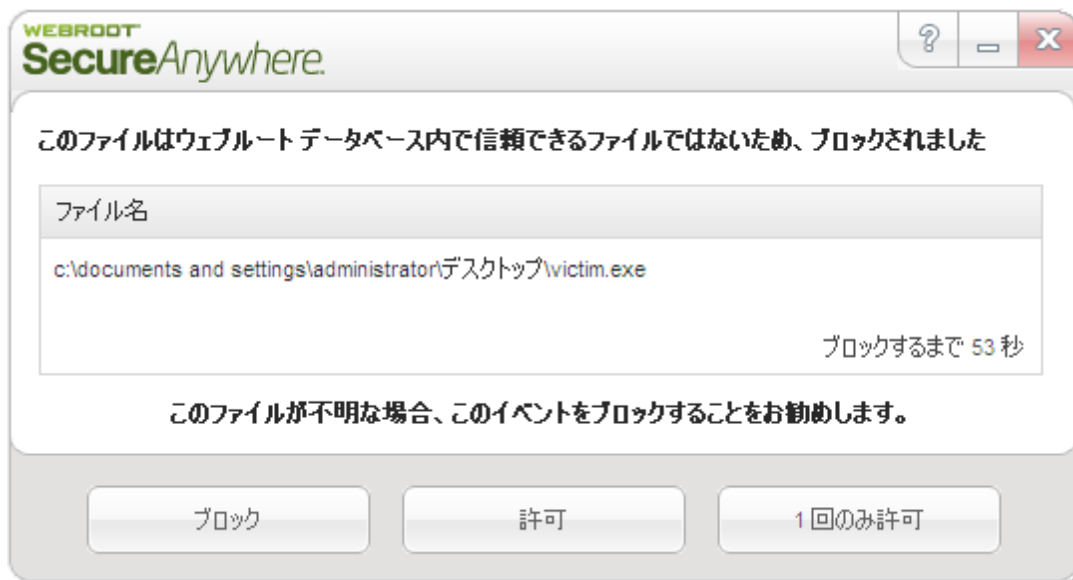 WEBROOT
SecureAnywhere.
このファイルはウェブルート データベース内で信頼できるファイルではないため、ブロックされました
ファイル名
c:\documents and settings\administrator\デスクトップ\victim.exe
ブロックするまで 53 秒
このファイルが不明な場合、このイベントをブロックすることをお勧めします。
ブロック 許可 1 回のみ許可